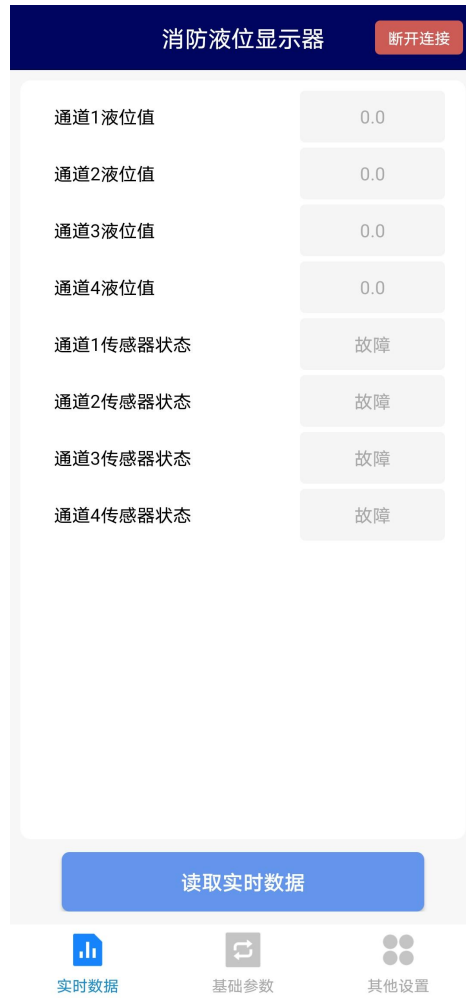 消防液位显示器 断开连接
通道1液位值 0.0
通道2液位值 0.0
通道3液位值 0.0
通道4液位值 0.0
通道1传感器状态 故障
通道2传感器状态 故障
通道3传感器状态 故障
通道4传感器状态 故障
读取实时数据
实时数据 基础参数 其他设置